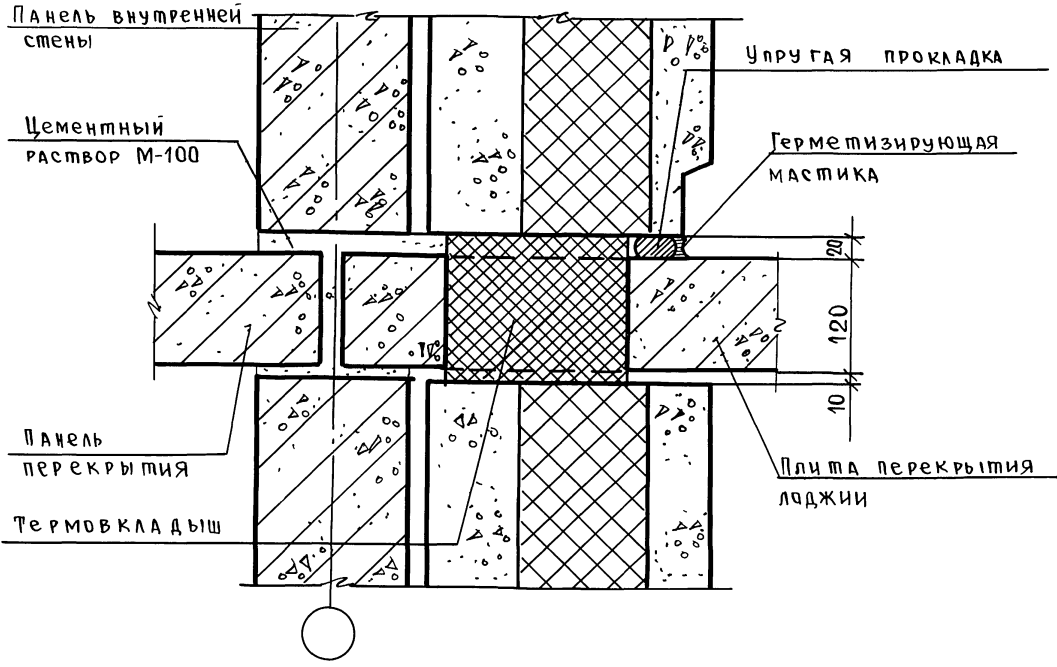 Панель внутренней
стены
Цементный
раствор М-100
Упругая прокладка
Герметизирующая
мастика
20
120
10
Панель
перекрытия
Плита перекрытия
лоджии
Термовкладыш